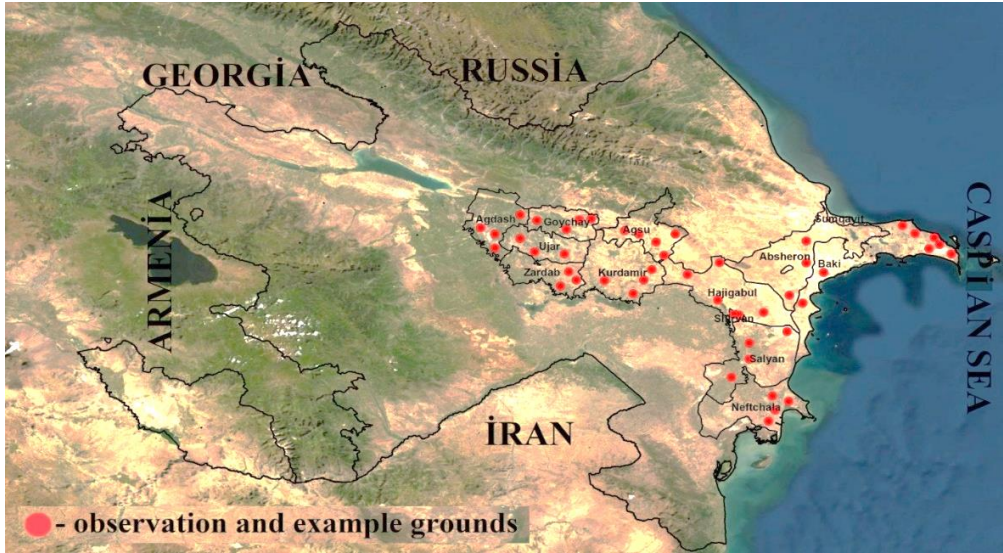 GEORGİA
RUSSİA
ARMENİA
CASPİAN SEA
Agdash
Goychay
Agsu
Sumgayut
Ujar
Absheron
Baki
Zardab
Kurdamir
Hajigabul
Shirvan
Salyan
Neftchala
İRAN
- observation and example grounds